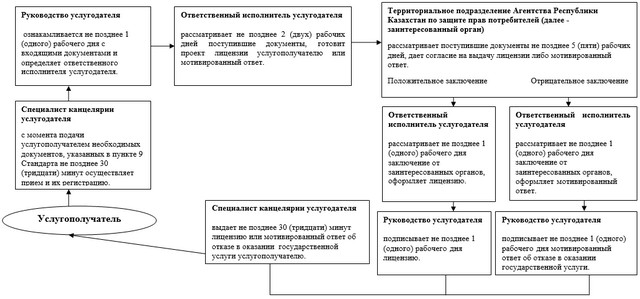 Руководство услугодателя
ознакамливается не позднее 1
(одного) рабочего дня с
входящими документами и
определяет ответственного
исполнителя услугодателя.
Ответственный исполнитель услугодателя
рассматривает не позднее 2 (двух) рабочих
дней поступившие документы, готовит
проект лицензии услугополучателю или
мотивированный ответ.
Территориальное подразделение Агентства Республики
Казахстан по защите прав потребителей (далее -
заинтересованный орган)
рассматривает поступившие документы не позднее 5 (пяти) рабочих
дней, дает согласие на выдачу лицензии либо мотивированный
ответ.
Положительное заключение
Отрицательное заключение
Специалист канцелярии
услугодателя
с момента подачи
услугополучателем необходимых
документов, указанных в пункте 9
Стандарта не позднее 30
(тридцати) минут осуществляет
прием и их регистрацию.
Ответственный
исполнитель услугодателя
рассматривает не позднее 1
(одного) рабочего дня
заключение от
заинтересованных органов,
оформляет лицензию.
Ответственный исполнитель
услугодателя
рассматривает не позднее 1
(одного) рабочего дня
заключение от
заинтересованных органов,
оформляет мотивированный
ответ.
Услугополучатель
Специалист канцелярии услугодателя
выдает не позднее 30 (тридцати) минут
лицензию или мотивированный ответ об
отказе в оказании государственной
услуги услугополучателю.
Руководство услугодателя
подписывает не позднее 1
(одного) рабочего дня
лицензию.
Руководство услугодателя
подписывает не позднее 1 (одного)
рабочего дня мотивированный
ответ об отказе в оказании
государственной услуги.